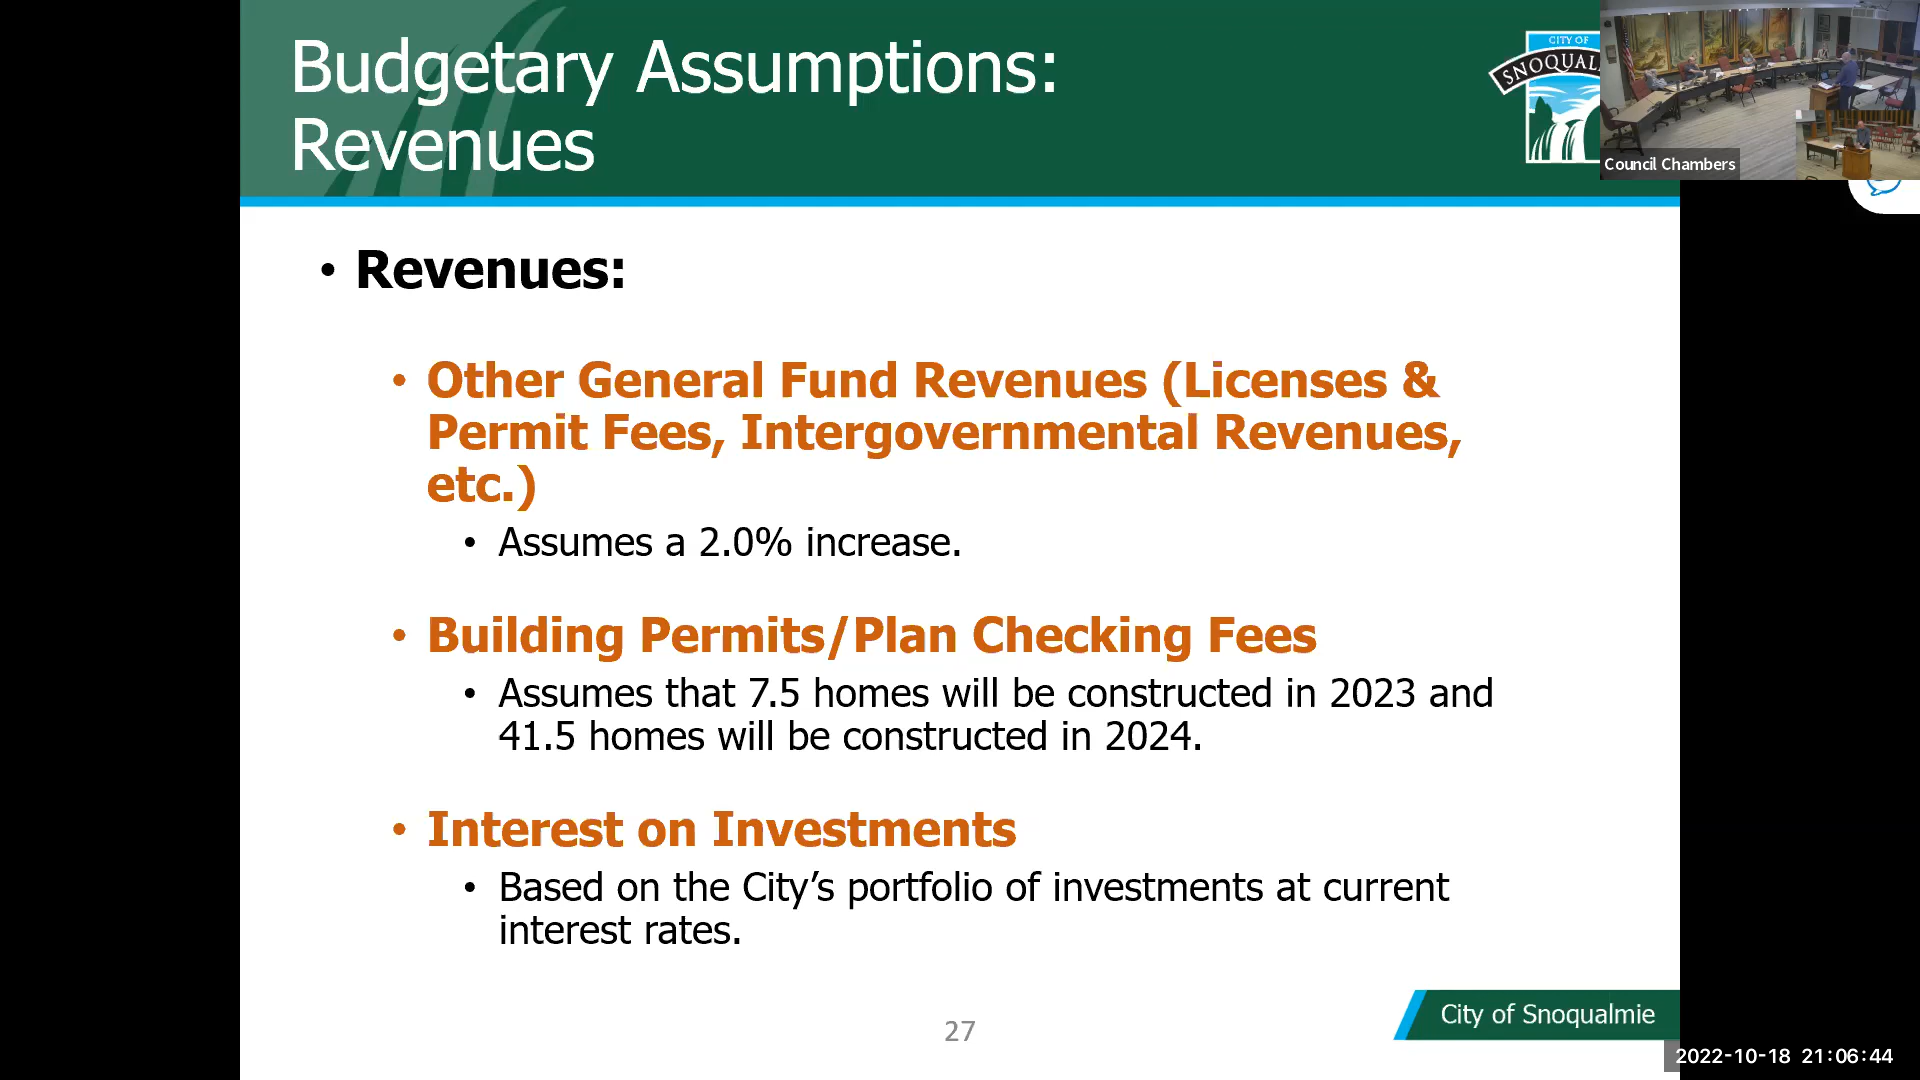 Budgetary Assumptions:
Revenues
CITY OF
Council Chambers
• Revenues:
• Other General Fund Revenues (Licenses &
Permit Fees, Intergovernmental Revenues,
etc.)
• Assumes a 2.0% increase.
• Building Permits/Plan Checking Fees
• Assumes that 7.5 homes will be constructed in 2023 and
41.5 homes will be constructed in 2024.
• Interest on Investments
• Based on the City’s portfolio of investments at current
interest rates.
City of Snoqualmie
27
2022-10-18 21:06:44